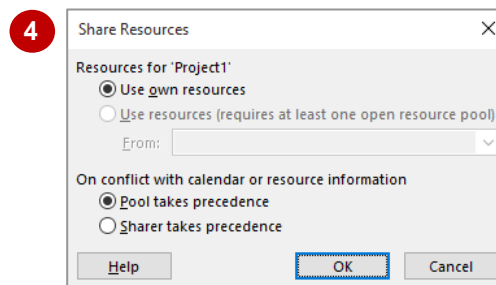 4
Share Resources
Resources for 'Project1'
Use own resources
Use resources (requires at least one open resource pool)
From:
On conflict with calendar or resource information
Pool takes precedence
Sharer takes precedence
Help OK Cancel